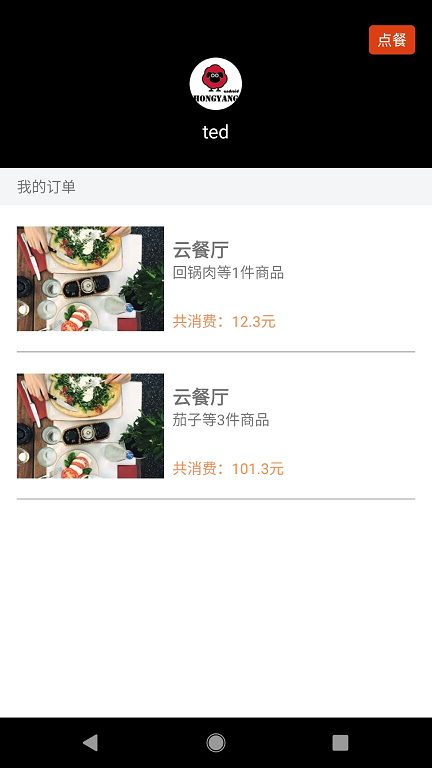 点餐
android
HONGYANG
ted
我的订单
云餐厅
回锅肉等1件商品
共消费：12.3元
云餐厅
茄子等3件商品
共消费：101.3元